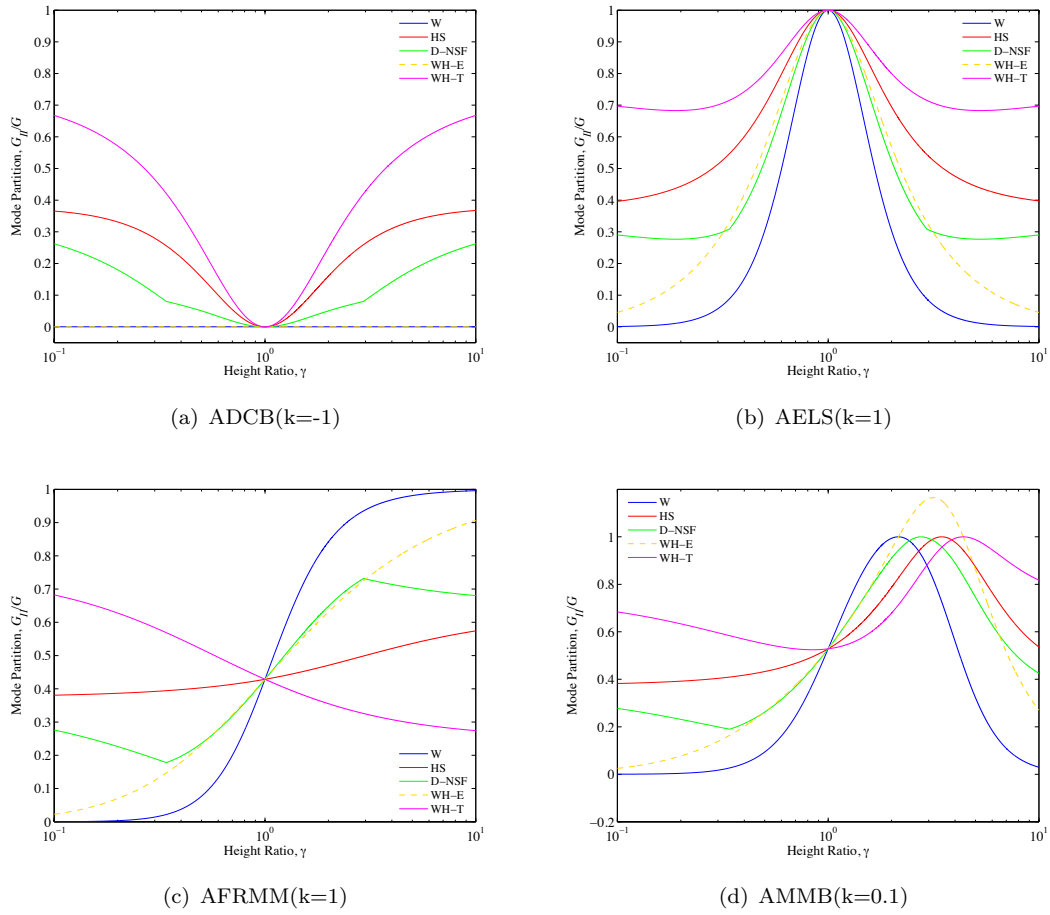 1
0.9
0.8
0.7
0.6
0.5
0.4
0.3
0.2
0.1
0
Mode Partition, G_II/G
W
HS
D–NSF
WH–E
WH–T
10^-1
10^0
10^1
Height Ratio, γ
(a) ADCB(k=-1)
1
0.9
0.8
0.7
0.6
0.5
0.4
0.3
0.2
0.1
0
Mode Partition, G_II/G
W
HS
D–NSF
WH–E
WH–T
10^-1
10^0
10^1
Height Ratio, γ
(b) AELS(k=1)
1
0.9
0.8
0.7
0.6
0.5
0.4
0.3
0.2
0.1
0
Mode Partition, G_II/G
W
HS
D–NSF
WH–E
WH–T
10^-1
10^0
10^1
Height Ratio, γ
(c) AFRMM(k=1)
1
0.8
0.6
0.4
0.2
0
−0.2
Mode Partition, G_II/G
W
HS
D–NSF
WH–E
WH–T
10^-1
10^0
10^1
Height Ratio, γ
(d) AMMB(k=0.1)